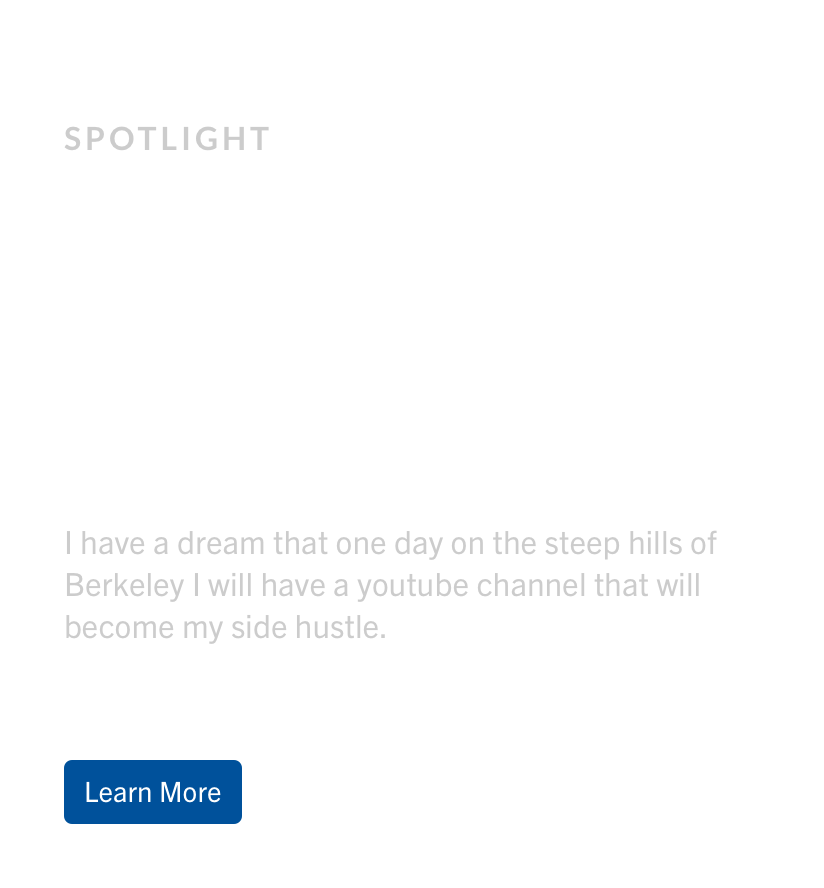 SPOTLIGHT
I have a dream that one day on the steep hills of
Berkeley I will have a youtube channel that will
become my side hustle.
Learn More